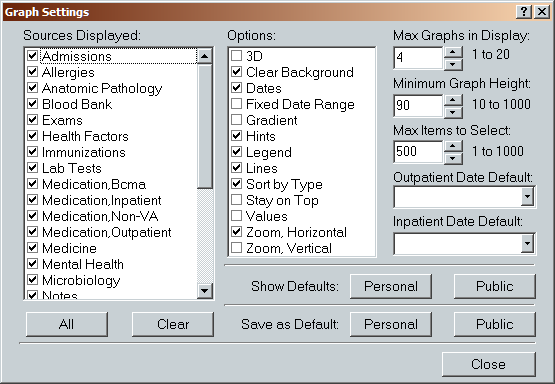 Graph Settings
Sources Displayed:
Admissions
Allergies
Anatomic Pathology
Blood Bank
Exams
Health Factors
Immunizations
Lab Tests
Medication,Bcma
Medication,Inpatient
Medication,Non-VA
Medication,Outpatient
Medicine
Mental Health
Microbiology
Notes
All
Clear
Options:
3D
Clear Background
Dates
Fixed Date Range
Gradient
Hints
Legend
Lines
Sort by Type
Stay on Top
Values
Zoom, Horizontal
Zoom, Vertical
Max Graphs in Display:
4 1 to 20
Minimum Graph Height:
90 10 to 1000
Max Items to Select:
500 1 to 1000
Outpatient Date Default:
Inpatient Date Default:
Show Defaults: Personal Public
Save as Default: Personal Public
Close